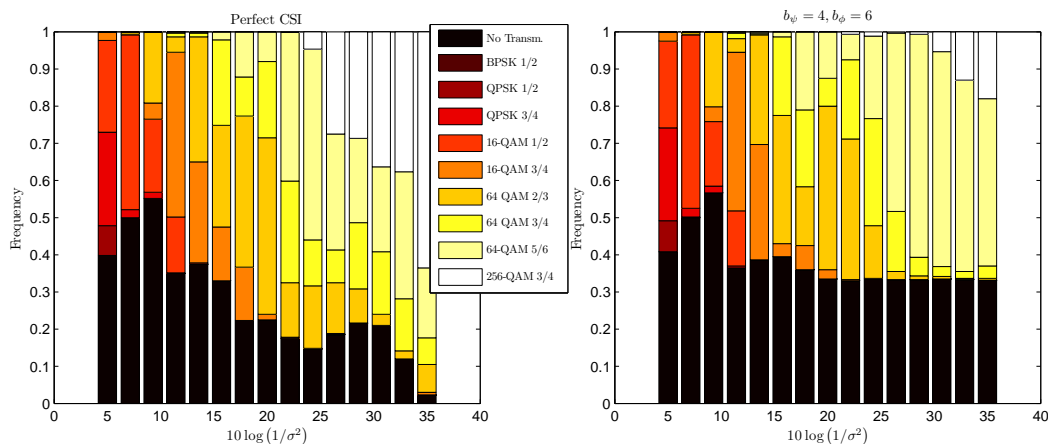 Perfect CSI
1
0.9
0.8
0.7
0.6
0.5
0.4
0.3
0.2
0.1
0
Frequency
0 5 10 15 20 25 30 35 40
10 log (1/σ²)
No Transm.
BPSK 1/2
QPSK 1/2
QPSK 3/4
16-QAM 1/2
16-QAM 3/4
64 QAM 2/3
64 QAM 3/4
64-QAM 5/6
256-QAM 3/4
b_ψ = 4, b_ϕ = 6
1
0.9
0.8
0.7
0.6
0.5
0.4
0.3
0.2
0.1
0
Frequency
0 5 10 15 20 25 30 35 40
10 log (1/σ²)